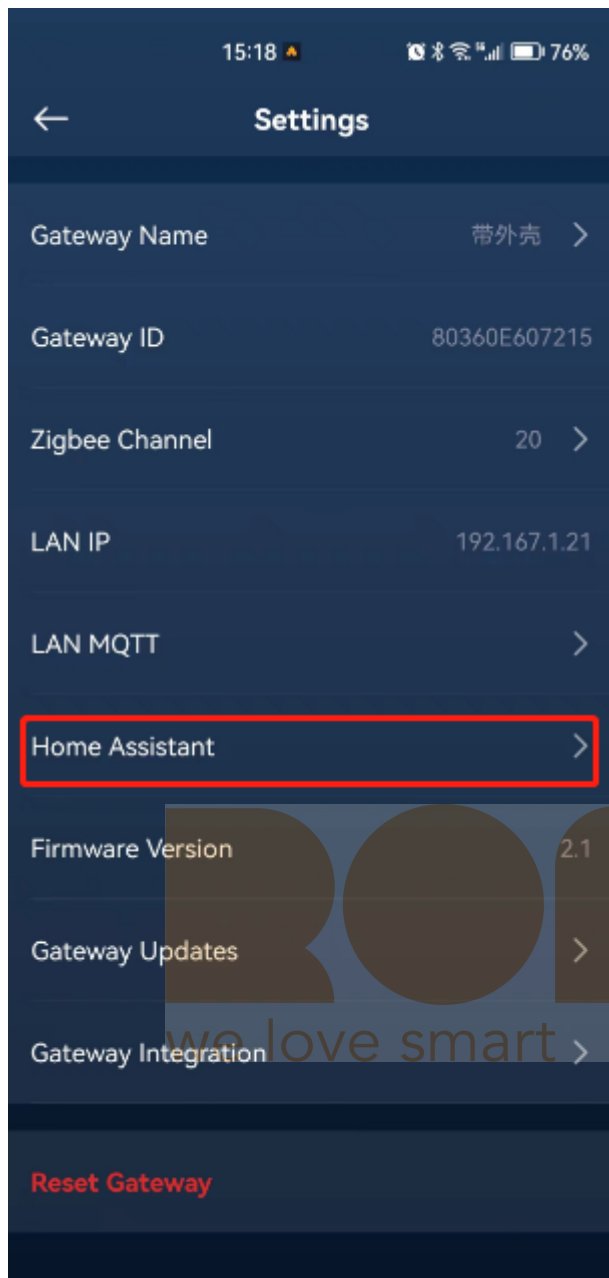 15:18 76%
Settings
Gateway Name 带外壳
Gateway ID 80360E607215
Zigbee Channel 20
LAN IP 192.167.1.21
LAN MQTT
Home Assistant
Firmware Version 2.1
Gateway Updates
we love smart
Gateway Integration
Reset Gateway